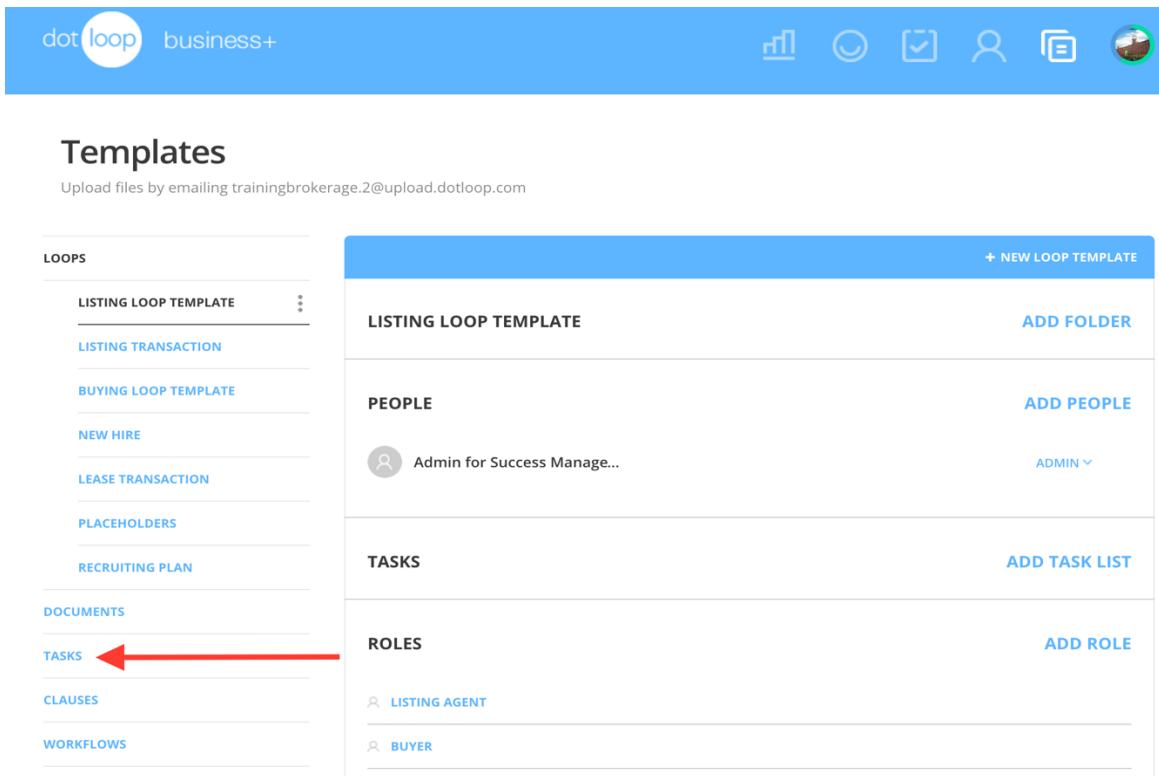 dotloop business+
Templates
Upload files by emailing trainingbrokerage.2@upload.dotloop.com
LOOPS
LISTING LOOP TEMPLATE
LISTING TRANSACTION
BUYING LOOP TEMPLATE
NEW HIRE
LEASE TRANSACTION
PLACEHOLDERS
RECRUITING PLAN
DOCUMENTS
TASKS
CLAUSES
WORKFLOWS
+ NEW LOOP TEMPLATE
LISTING LOOP TEMPLATE ADD FOLDER
PEOPLE ADD PEOPLE
Admin for Success Manage... ADMIN
TASKS ADD TASK LIST
ROLES ADD ROLE
LISTING AGENT
BUYER